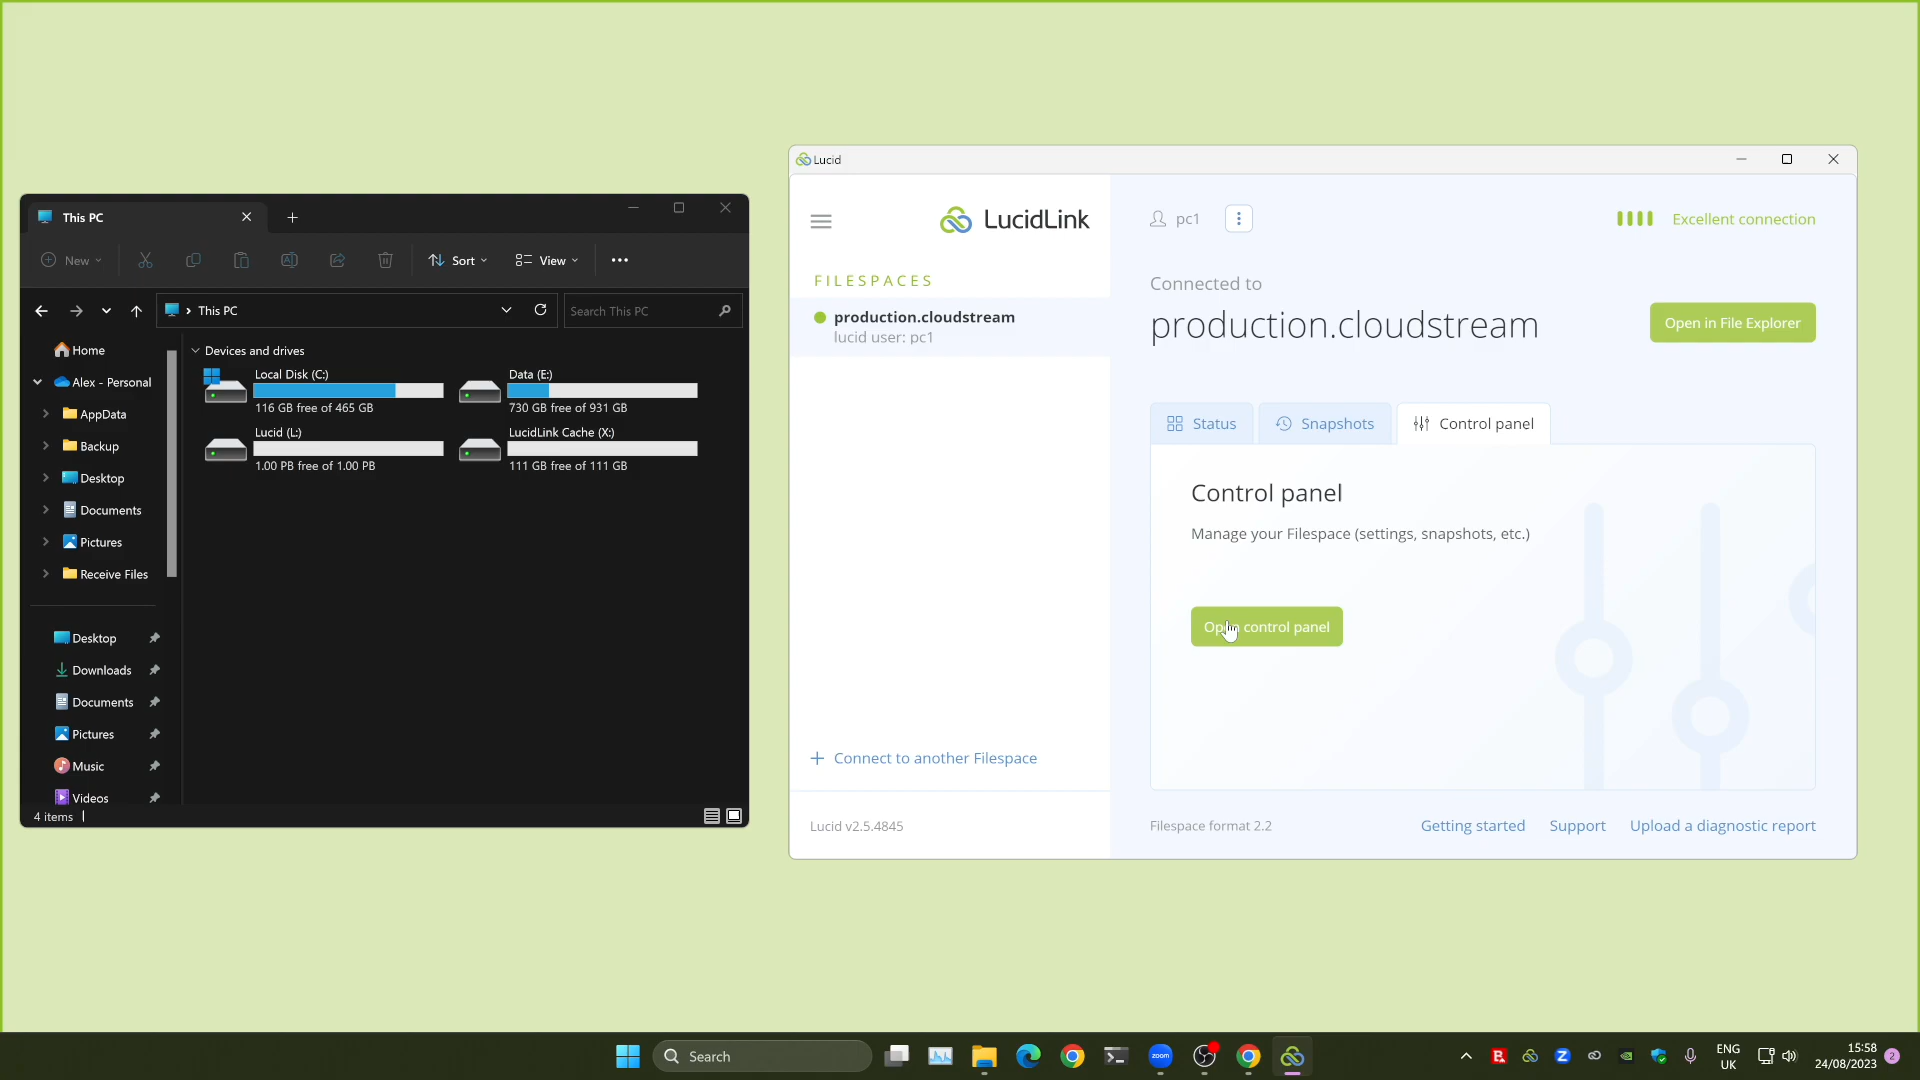 This PC
New
Sort
View
This PC
Search This PC
Home
Alex - Personal
AppData
Backup
Desktop
Documents
Pictures
Receive Files
Desktop
Downloads
Documents
Pictures
Music
Videos
4 items
Devices and drives
Local Disk (C:)
116 GB free of 465 GB
Data (E:)
730 GB free of 931 GB
Lucid (L:)
1.00 PB free of 1.00 PB
LucidLink Cache (X:)
111 GB free of 111 GB
Lucid
LucidLink
FILESPACES
production.cloudstream
lucid user: pc1
Connect to another Filespace
Lucid v2.5.4845
pc1
Excellent connection
Connected to
production.cloudstream
Open in File Explorer
Status
Snapshots
Control panel
Control panel
Manage your Filespace (settings, snapshots, etc.)
Open control panel
Filespace format 2.2
Getting started
Support
Upload a diagnostic report
Search
zoom
ENG
UK
15:58
24/08/2023
2